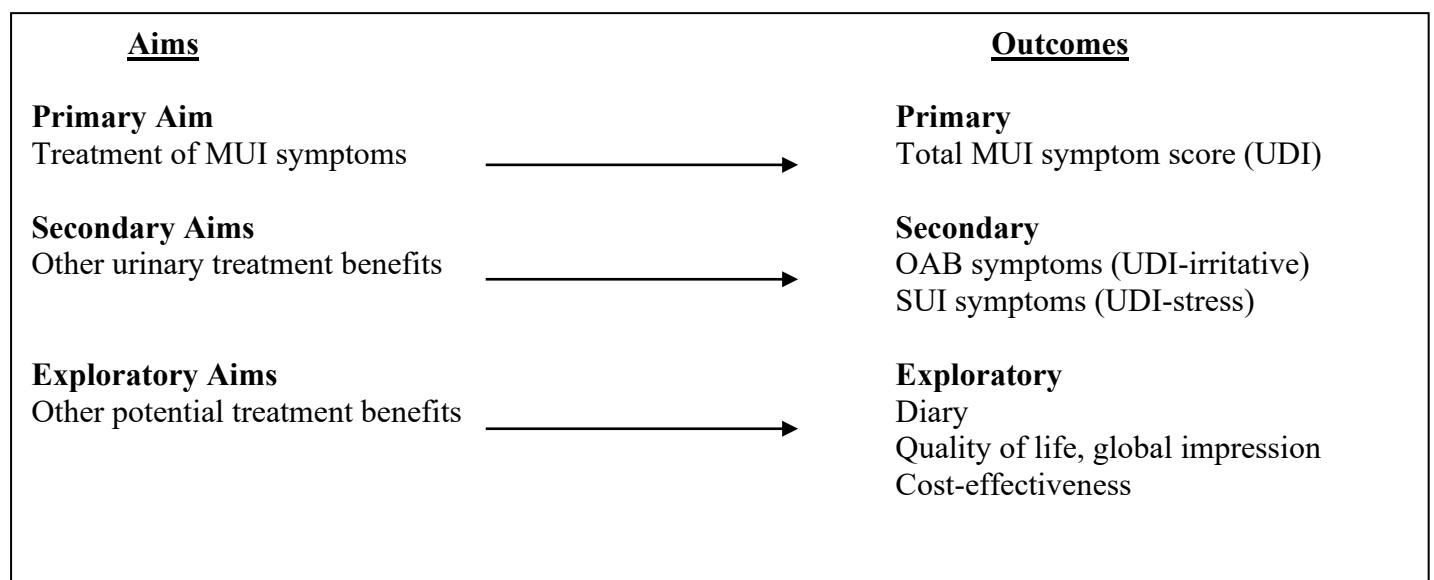 Aims Outcomes
Primary Aim Primary
Treatment of MUI symptoms Total MUI symptom score (UDI)
Secondary Aims Secondary
Other urinary treatment benefits OAB symptoms (UDI-irritative)
SUI symptoms (UDI-stress)
Exploratory Aims Exploratory
Other potential treatment benefits Diary
Quality of life, global impression
Cost-effectiveness